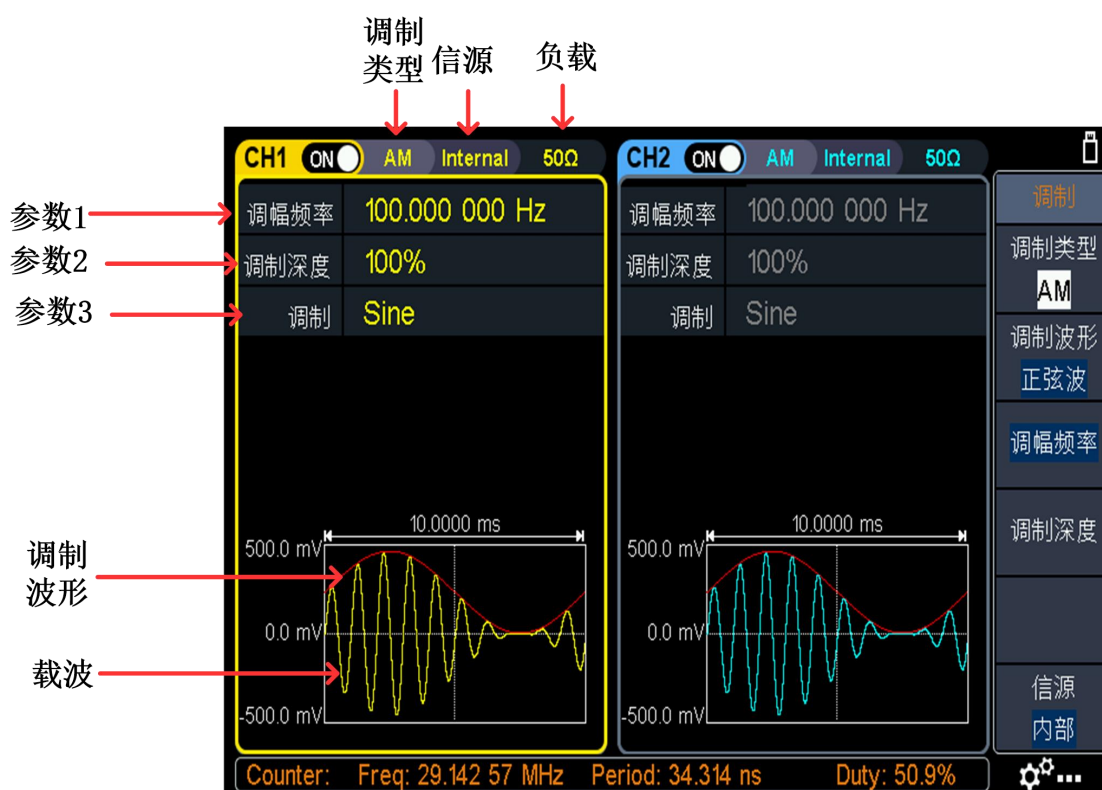 调制
类型
信源
负载
CH1 ON AM Internal 50Ω
CH2 ON AM Internal 50Ω
参数1
调幅频率 100.000 000 Hz
调幅频率 100.000 000 Hz
参数2
调制深度 100%
调制深度 100%
参数3
调制 Sine
调制 Sine
调制
调制类型
AM
调制波形
正弦波
调幅频率
调制深度
信源
内部
10.0000 ms
500.0 mV
0.0 mV
-500.0 mV
10.0000 ms
500.0 mV
0.0 mV
-500.0 mV
调制
波形
载波
Counter: Freq: 29.142 57 MHz Period: 34.314 ns Duty: 50.9%